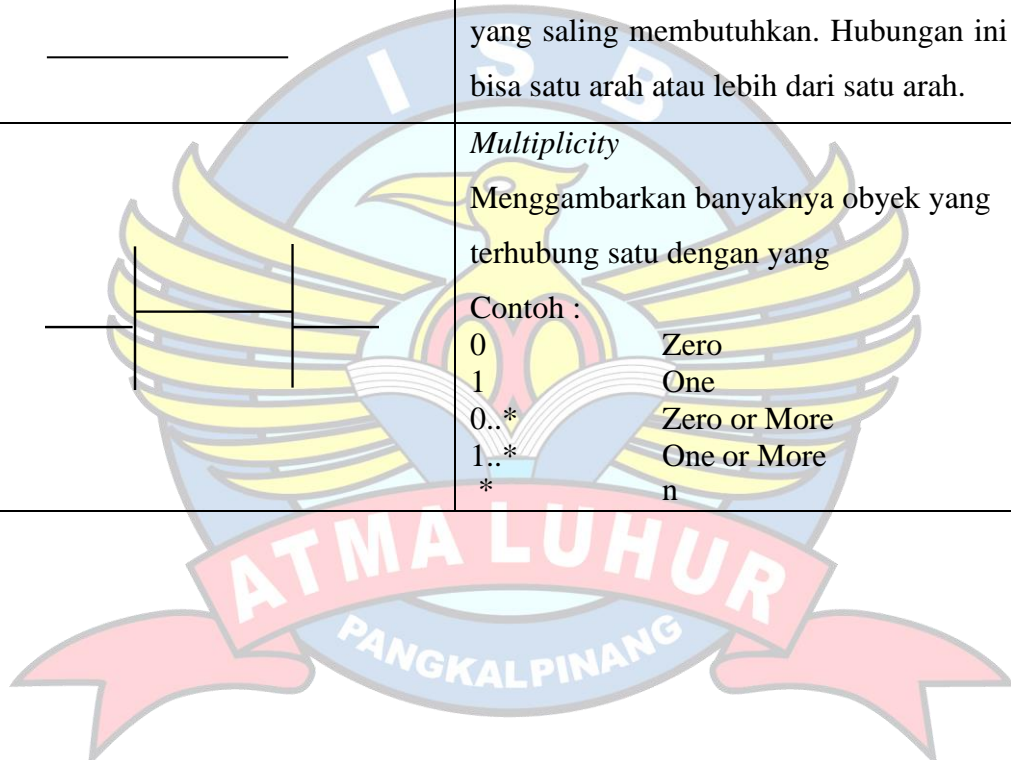 yang saling membutuhkan. Hubungan ini
bisa satu arah atau lebih dari satu arah.
Multiplicity
Menggambarkan banyaknya obyek yang
terhubung satu dengan yang
Contoh :
0 Zero
1 One
0..* Zero or More
1..* One or More
* n
I S B
ATMA LUHUR
PANGKALPINANG